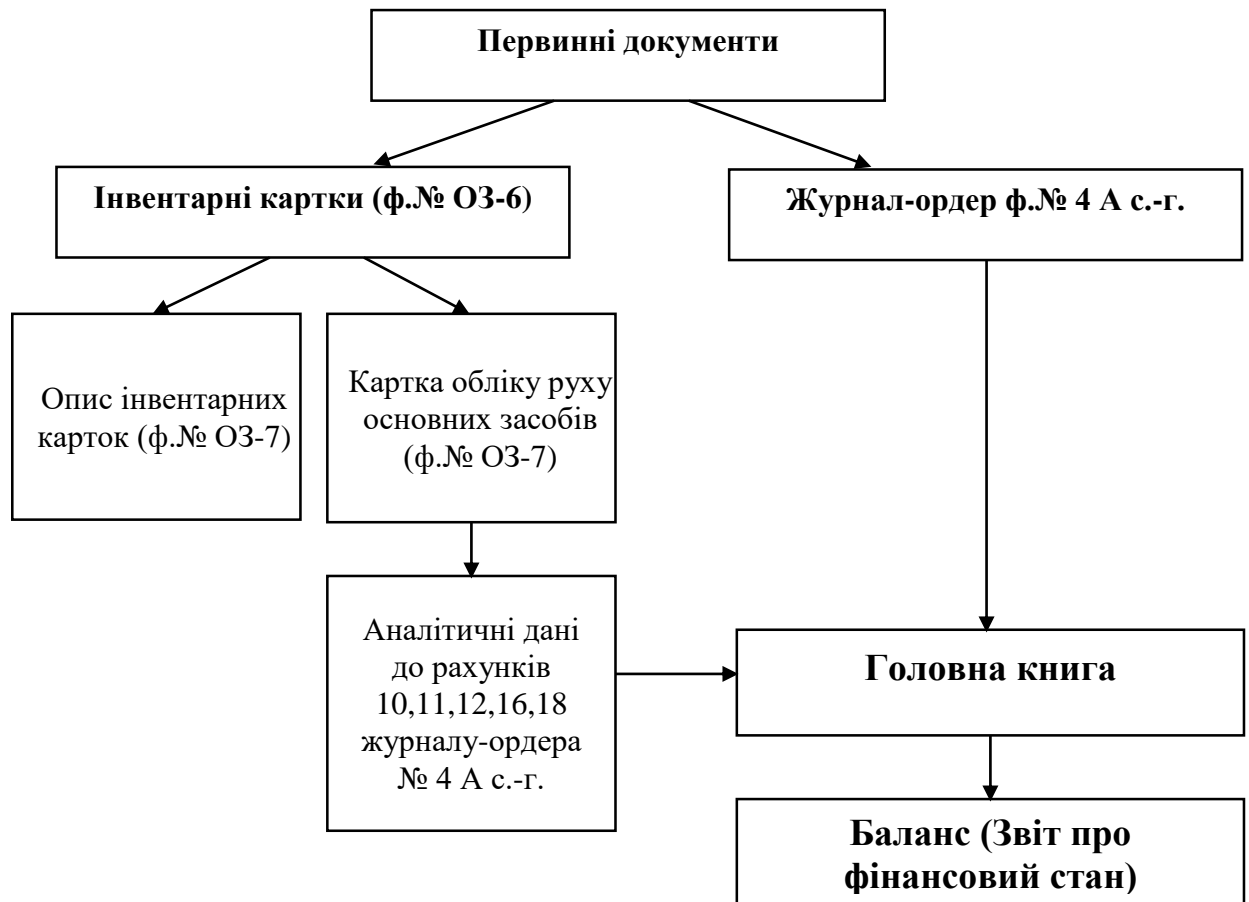 Первинні документи
Інвентарні картки (ф.№ ОЗ-6)
Журнал-ордер ф.№ 4 А с.-г.
Опис інвентарних
карток (ф.№ ОЗ-7)
Картка обліку руху
основних засобів
(ф.№ ОЗ-7)
Аналітичні дані
до рахунків
10,11,12,16,18
журналу-ордера
№ 4 А с.-г.
Головна книга
Баланс (Звіт про
фінансовий стан)